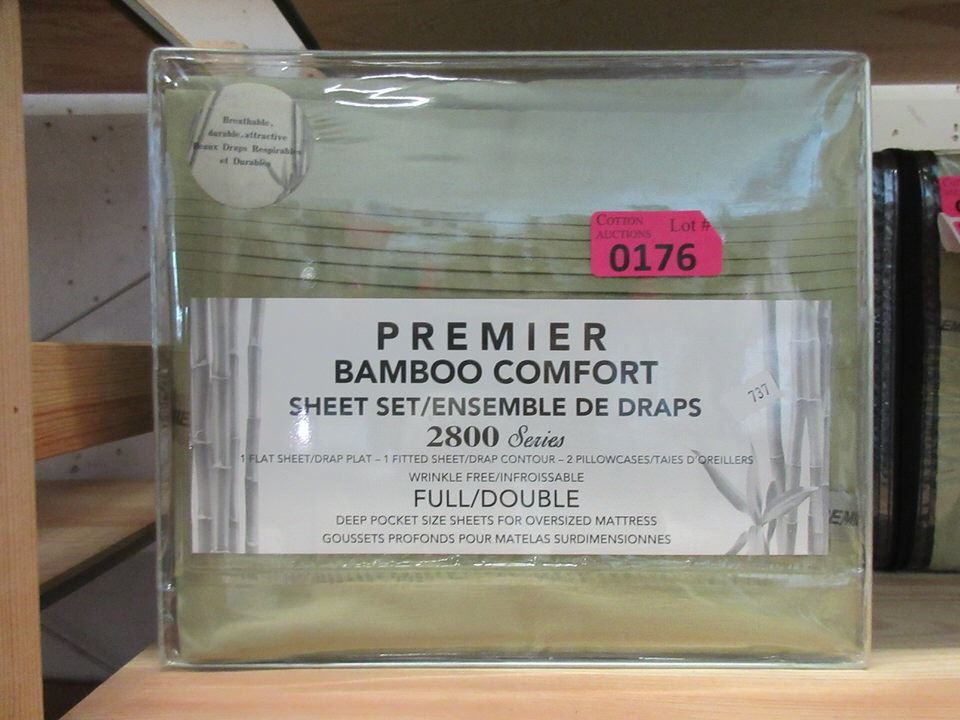 Breathable,
durable, attractive
eaux Draps Respirables
et Durables
COTTON
AUCTIONS
Lot #
0176
PREMIER
BAMBOO COMFORT
SHEET SET/ENSEMBLE DE DRAPS
2800 Series
1 FLAT SHEET/DRAP PLAT – 1 FITTED SHEET/DRAP CONTOUR – 2 PILLOWCASES/TAIES D'OREILLERS
WRINKLE FREE/INFROISSABLE
FULL/DOUBLE
DEEP POCKET SIZE SHEETS FOR OVERSIZED MATTRESS
GOUSSETS PROFONDS POUR MATELAS SURDIMENSIONNES
737